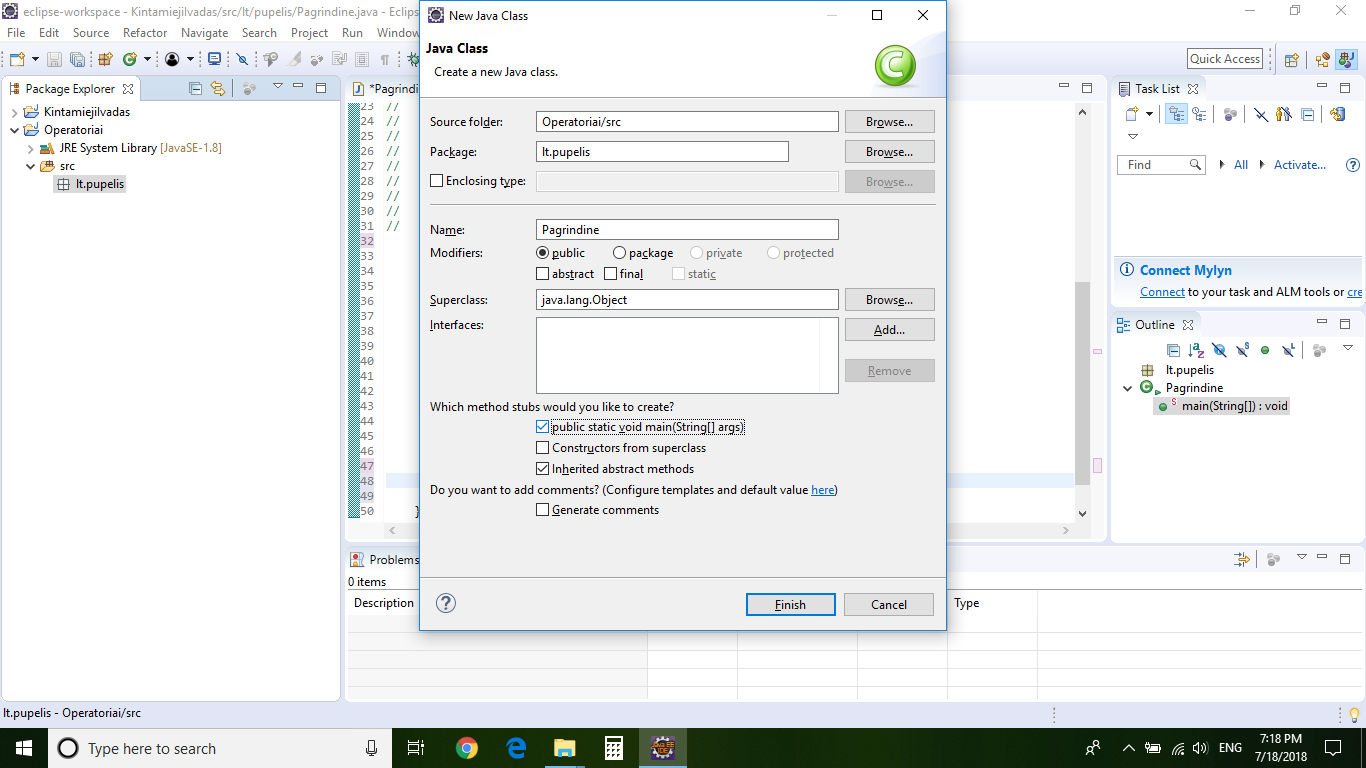 eclipse-workspace - Kintamiejilvadas/src/lt/pupelis/Pagrindine.java - Eclipse
File Edit Source Refactor Navigate Search Project Run Window
Quick Access
Package Explorer
Kintamiejilvadas
Operatoriai
JRE System Library [JavaSE-1.8]
src
lt.pupelis
*Pagrindi
23 //
24 //
25 //
26 //
27 //
28 //
29 //
30 //
31 //
32
33
34
35
36
37
38
39
40
41
42
43
44
45
46
47
48
49
50 }
New Java Class
Java Class
Create a new Java class.
Source folder: Operatoriai/src Browse...
Package: lt.pupelis Browse...
Enclosing type: Browse...
Name: Pagrindine
Modifiers: public package private protected
abstract final static
Superclass: java.lang.Object Browse...
Interfaces: Add...
Remove
Which method stubs would you like to create?
public static void main(String[] args)
Constructors from superclass
Inherited abstract methods
Do you want to add comments? (Configure templates and default value here)
Generate comments
Finish Cancel
Task List
Find All Activate...
Connect Mylyn
Connect to your task and ALM tools or cre
Outline
lt.pupelis
Pagrindine
main(String[]) : void
Problems
0 items
Description Type
lt.pupelis - Operatoriai/src
Type here to search
ENG
7:18 PM
7/18/2018